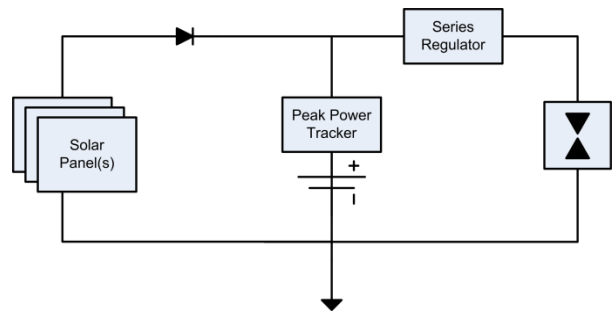 Series
Regulator
Peak Power
Tracker
Solar
Panel(s)
+
-